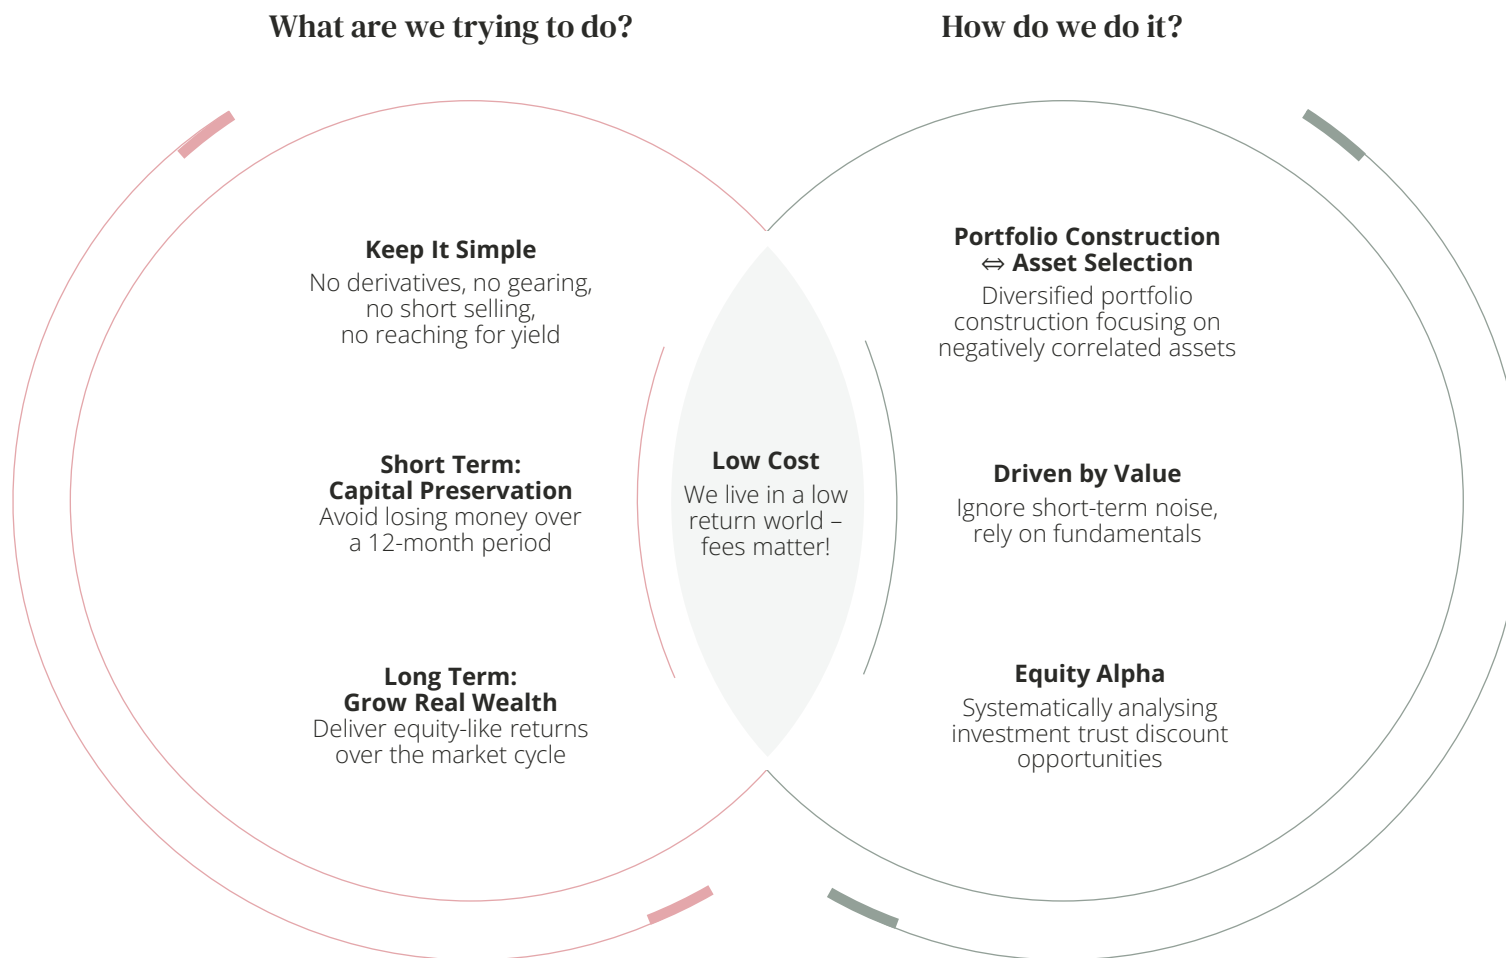 What are we trying to do?
How do we do it?
Keep It Simple
No derivatives, no gearing,
no short selling,
no reaching for yield
Short Term:
Capital Preservation
Avoid losing money over
a 12-month period
Long Term:
Grow Real Wealth
Deliver equity-like returns
over the market cycle
Low Cost
We live in a low
return world –
fees matter!
Portfolio Construction
⇔ Asset Selection
Diversified portfolio
construction focusing on
negatively correlated assets
Driven by Value
Ignore short-term noise,
rely on fundamentals
Equity Alpha
Systematically analysing
investment trust discount
opportunities